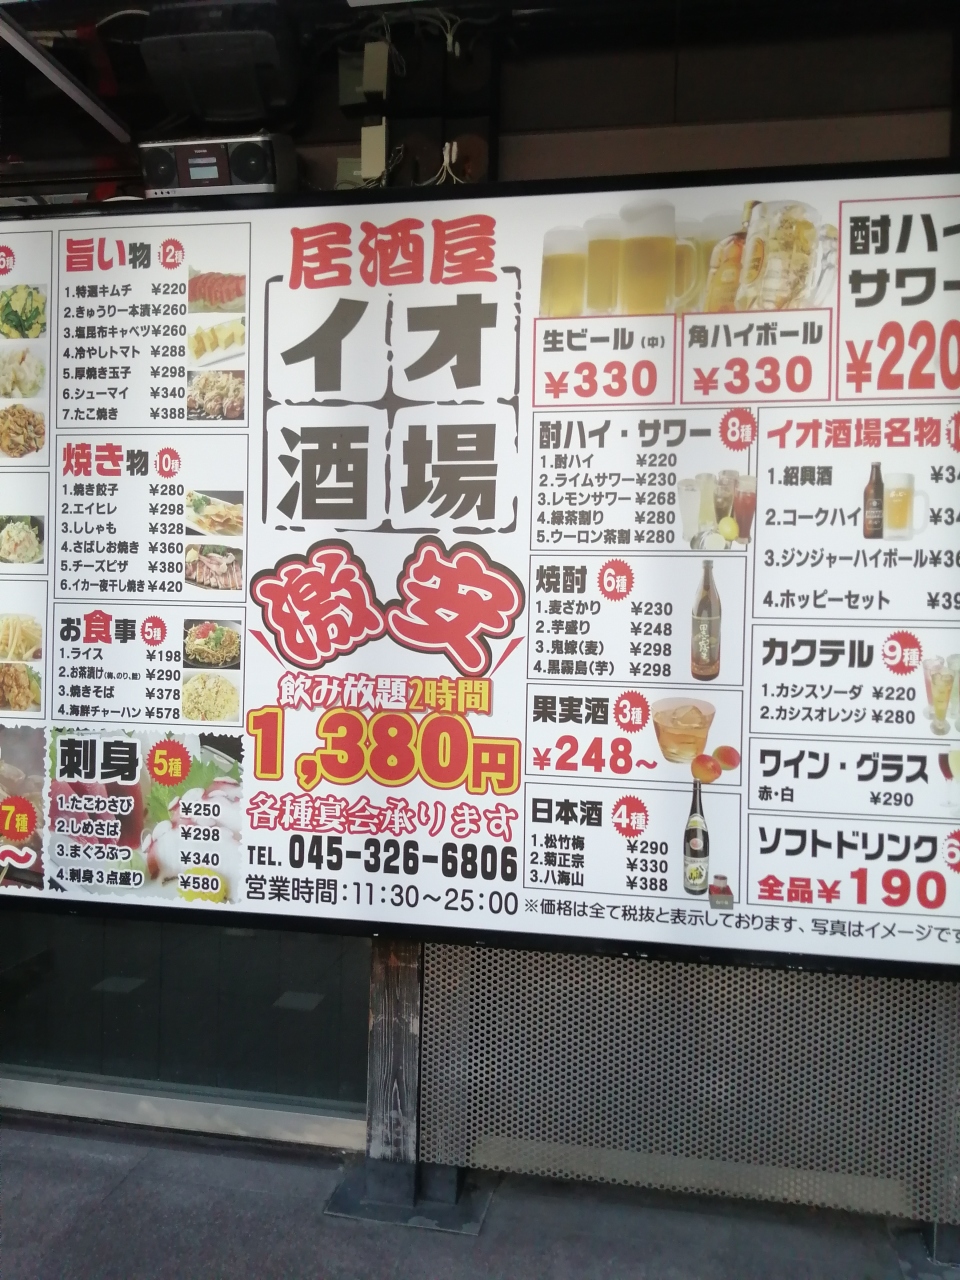 6種
7種
～
旨い物 12種
1.特選キムチ ¥220
2.きゅうり一本漬 ¥260
3.塩昆布キャベツ ¥260
4.冷やしトマト ¥288
5.厚焼き玉子 ¥298
6.シューマイ ¥340
7.たこ焼き ¥388
焼き物 10種
1.焼き餃子 ¥280
2.エイヒレ ¥298
3.ししゃも ¥328
4.さばしお焼き ¥360
5.チーズピザ ¥380
6.イカ一夜干し焼き ¥420
お食事 5種
1.ライス ¥198
2.お茶漬け(梅、のり、鮭) ¥290
3.焼きそば ¥378
4.海鮮チャーハン ¥578
刺身 5種
1.たこわさび ¥250
2.しめさば ¥298
3.まぐろぶつ ¥340
4.刺身3点盛り ¥580
居酒屋
イオ
酒場
激安
飲み放題2時間
1,380円
各種宴会承ります
TEL. 045-326-6806
営業時間:11:30～25:00
生ビール(中)
¥330
角ハイボール
¥330
酎ハイ
サワー
¥220
酎ハイ・サワー 8種
1.酎ハイ ¥220
2.ライムサワー ¥230
3.レモンサワー ¥268
4.緑茶割り ¥280
5.ウーロン茶割 ¥280
焼酎 6種
1.麦ざかり ¥230
2.芋盛り ¥248
3.鬼嫁(麦) ¥298
4.黒霧島(芋) ¥298
果実酒 3種
¥248～
日本酒 4種
1.松竹梅 ¥290
2.菊正宗 ¥330
3.八海山 ¥388
イオ酒場名物
1.紹興酒 ¥34
2.コークハイ ¥34
3.ジンジャーハイボール ¥36
4.ホッピーセット ¥39
カクテル 9種
1.カシスソーダ ¥220
2.カシスオレンジ ¥280
ワイン・グラス
赤・白 ¥290
ソフトドリンク 6
全品¥190
※価格は全て税抜と表示しております、写真はイメージです